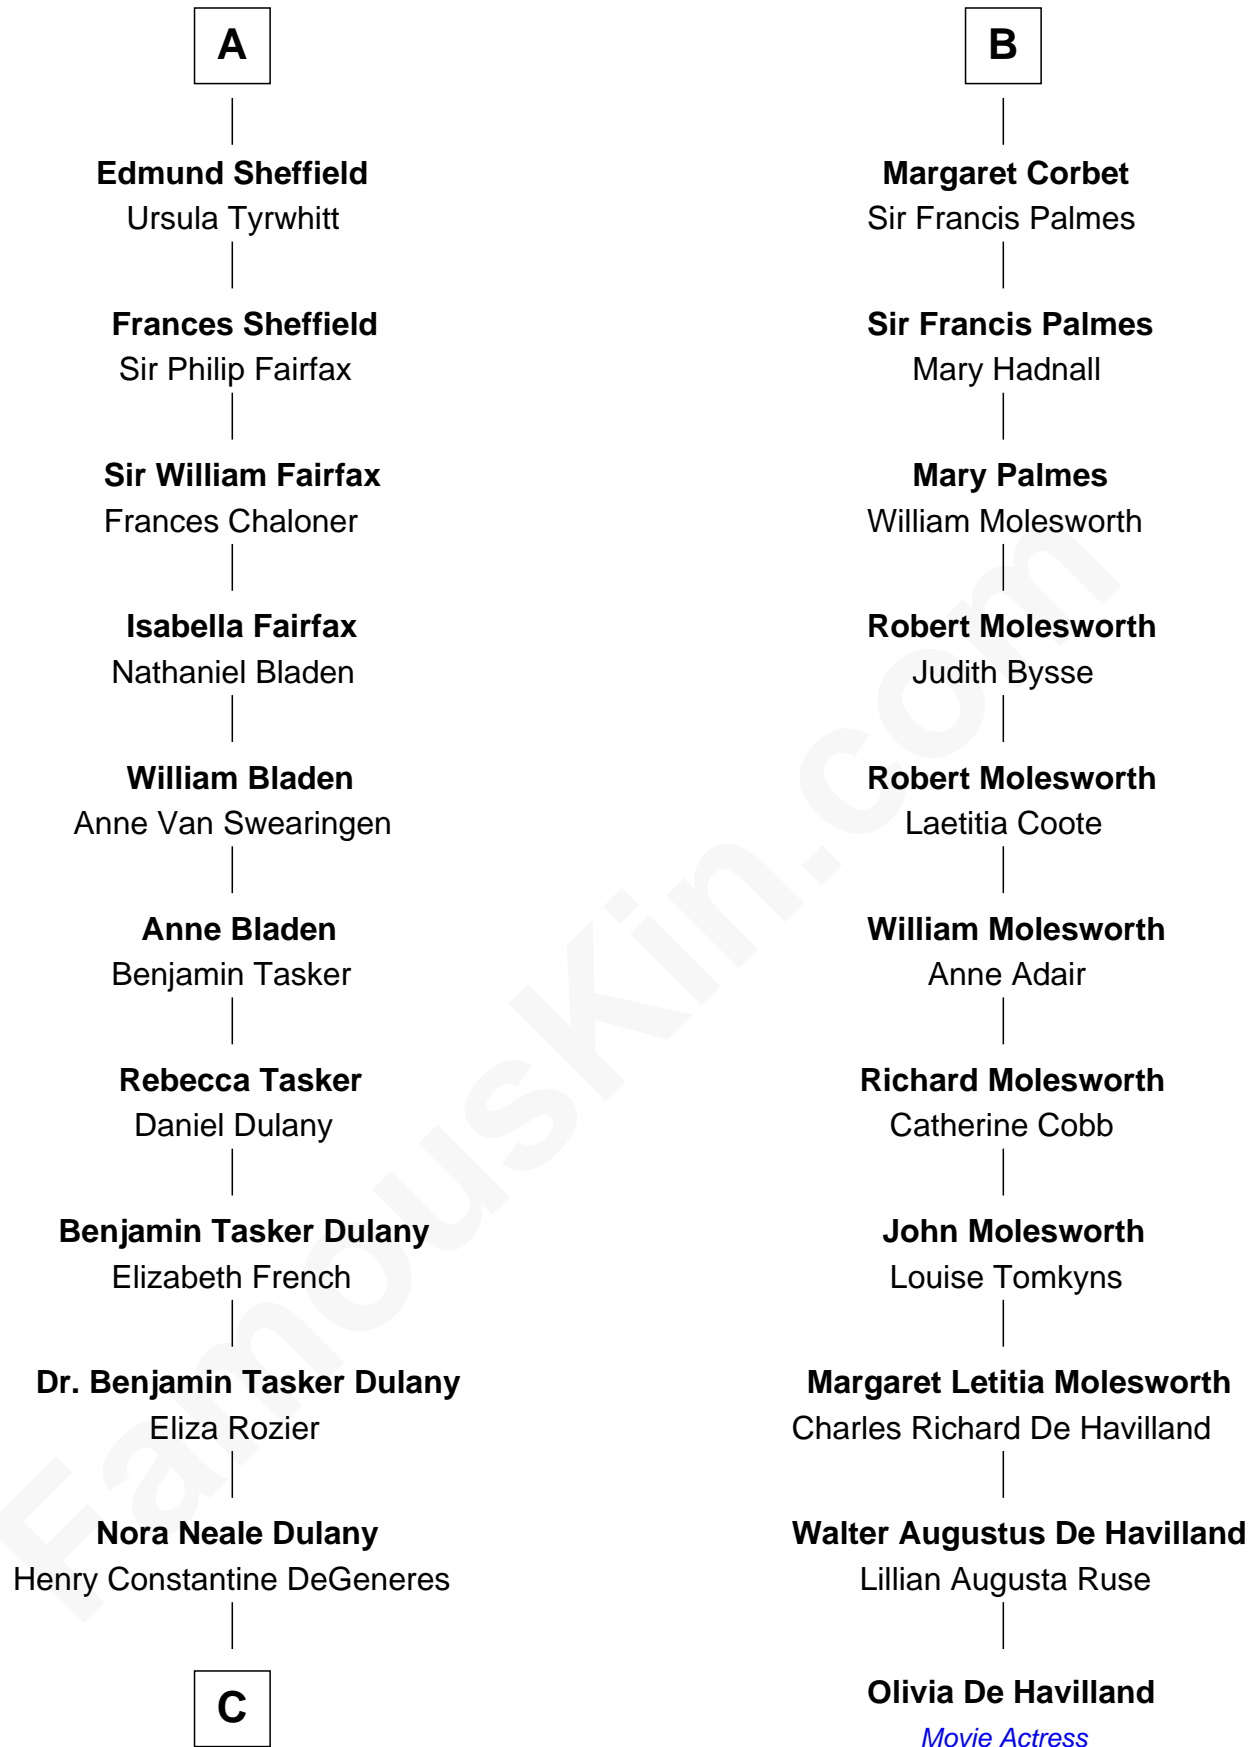 A
Edmund Sheffield
Ursula Tyrwhitt
Frances Sheffield
Sir Philip Fairfax
Sir William Fairfax
Frances Chaloner
Isabella Fairfax
Nathaniel Bladen
William Bladen
Anne Van Swearingen
Anne Bladen
Benjamin Tasker
Rebecca Tasker
Daniel Dulany
Benjamin Tasker Dulany
Elizabeth French
Dr. Benjamin Tasker Dulany
Eliza Rozier
Nora Neale Dulany
Henry Constantine DeGeneres
C
B
Margaret Corbet
Sir Francis Palmes
Sir Francis Palmes
Mary Hadnall
Mary Palmes
William Molesworth
Robert Molesworth
Judith Bysse
Robert Molesworth
Laetitia Coote
William Molesworth
Anne Adair
Richard Molesworth
Catherine Cobb
John Molesworth
Louise Tomkyns
Margaret Letitia Molesworth
Charles Richard De Havilland
Walter Augustus De Havilland
Lillian Augusta Ruse
Olivia De Havilland
Movie Actress
FamousKin.com